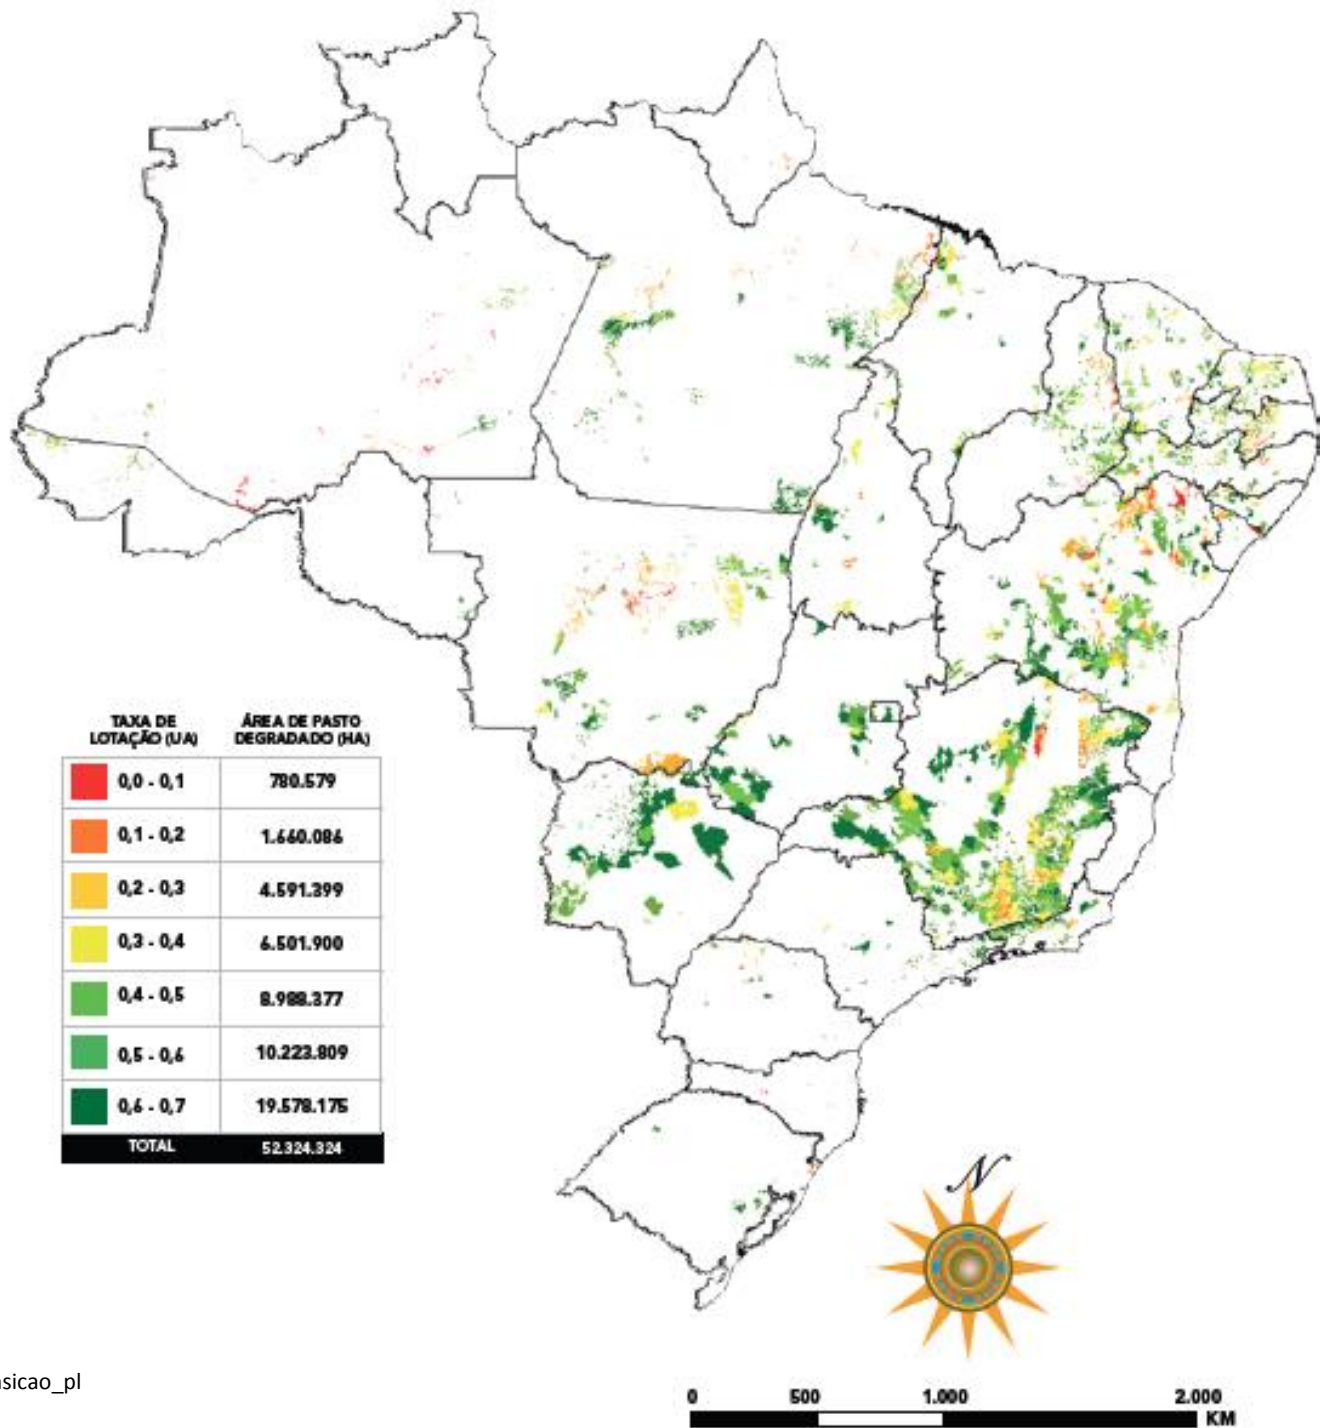 N
TAXA DE LOTAÇÃO (UA) ÁREA DE PASTO DEGRADADO (HA)
0,0 - 0,1 780.579
0,1 - 0,2 1.660.086
0,2 - 0,3 4.591.399
0,3 - 0,4 6.501.900
0,4 - 0,5 8.988.377
0,5 - 0,6 10.223.809
0,6 - 0,7 19.578.175
TOTAL 52.324.324
nsicao_pl
0 500 1.000 2.000
KM